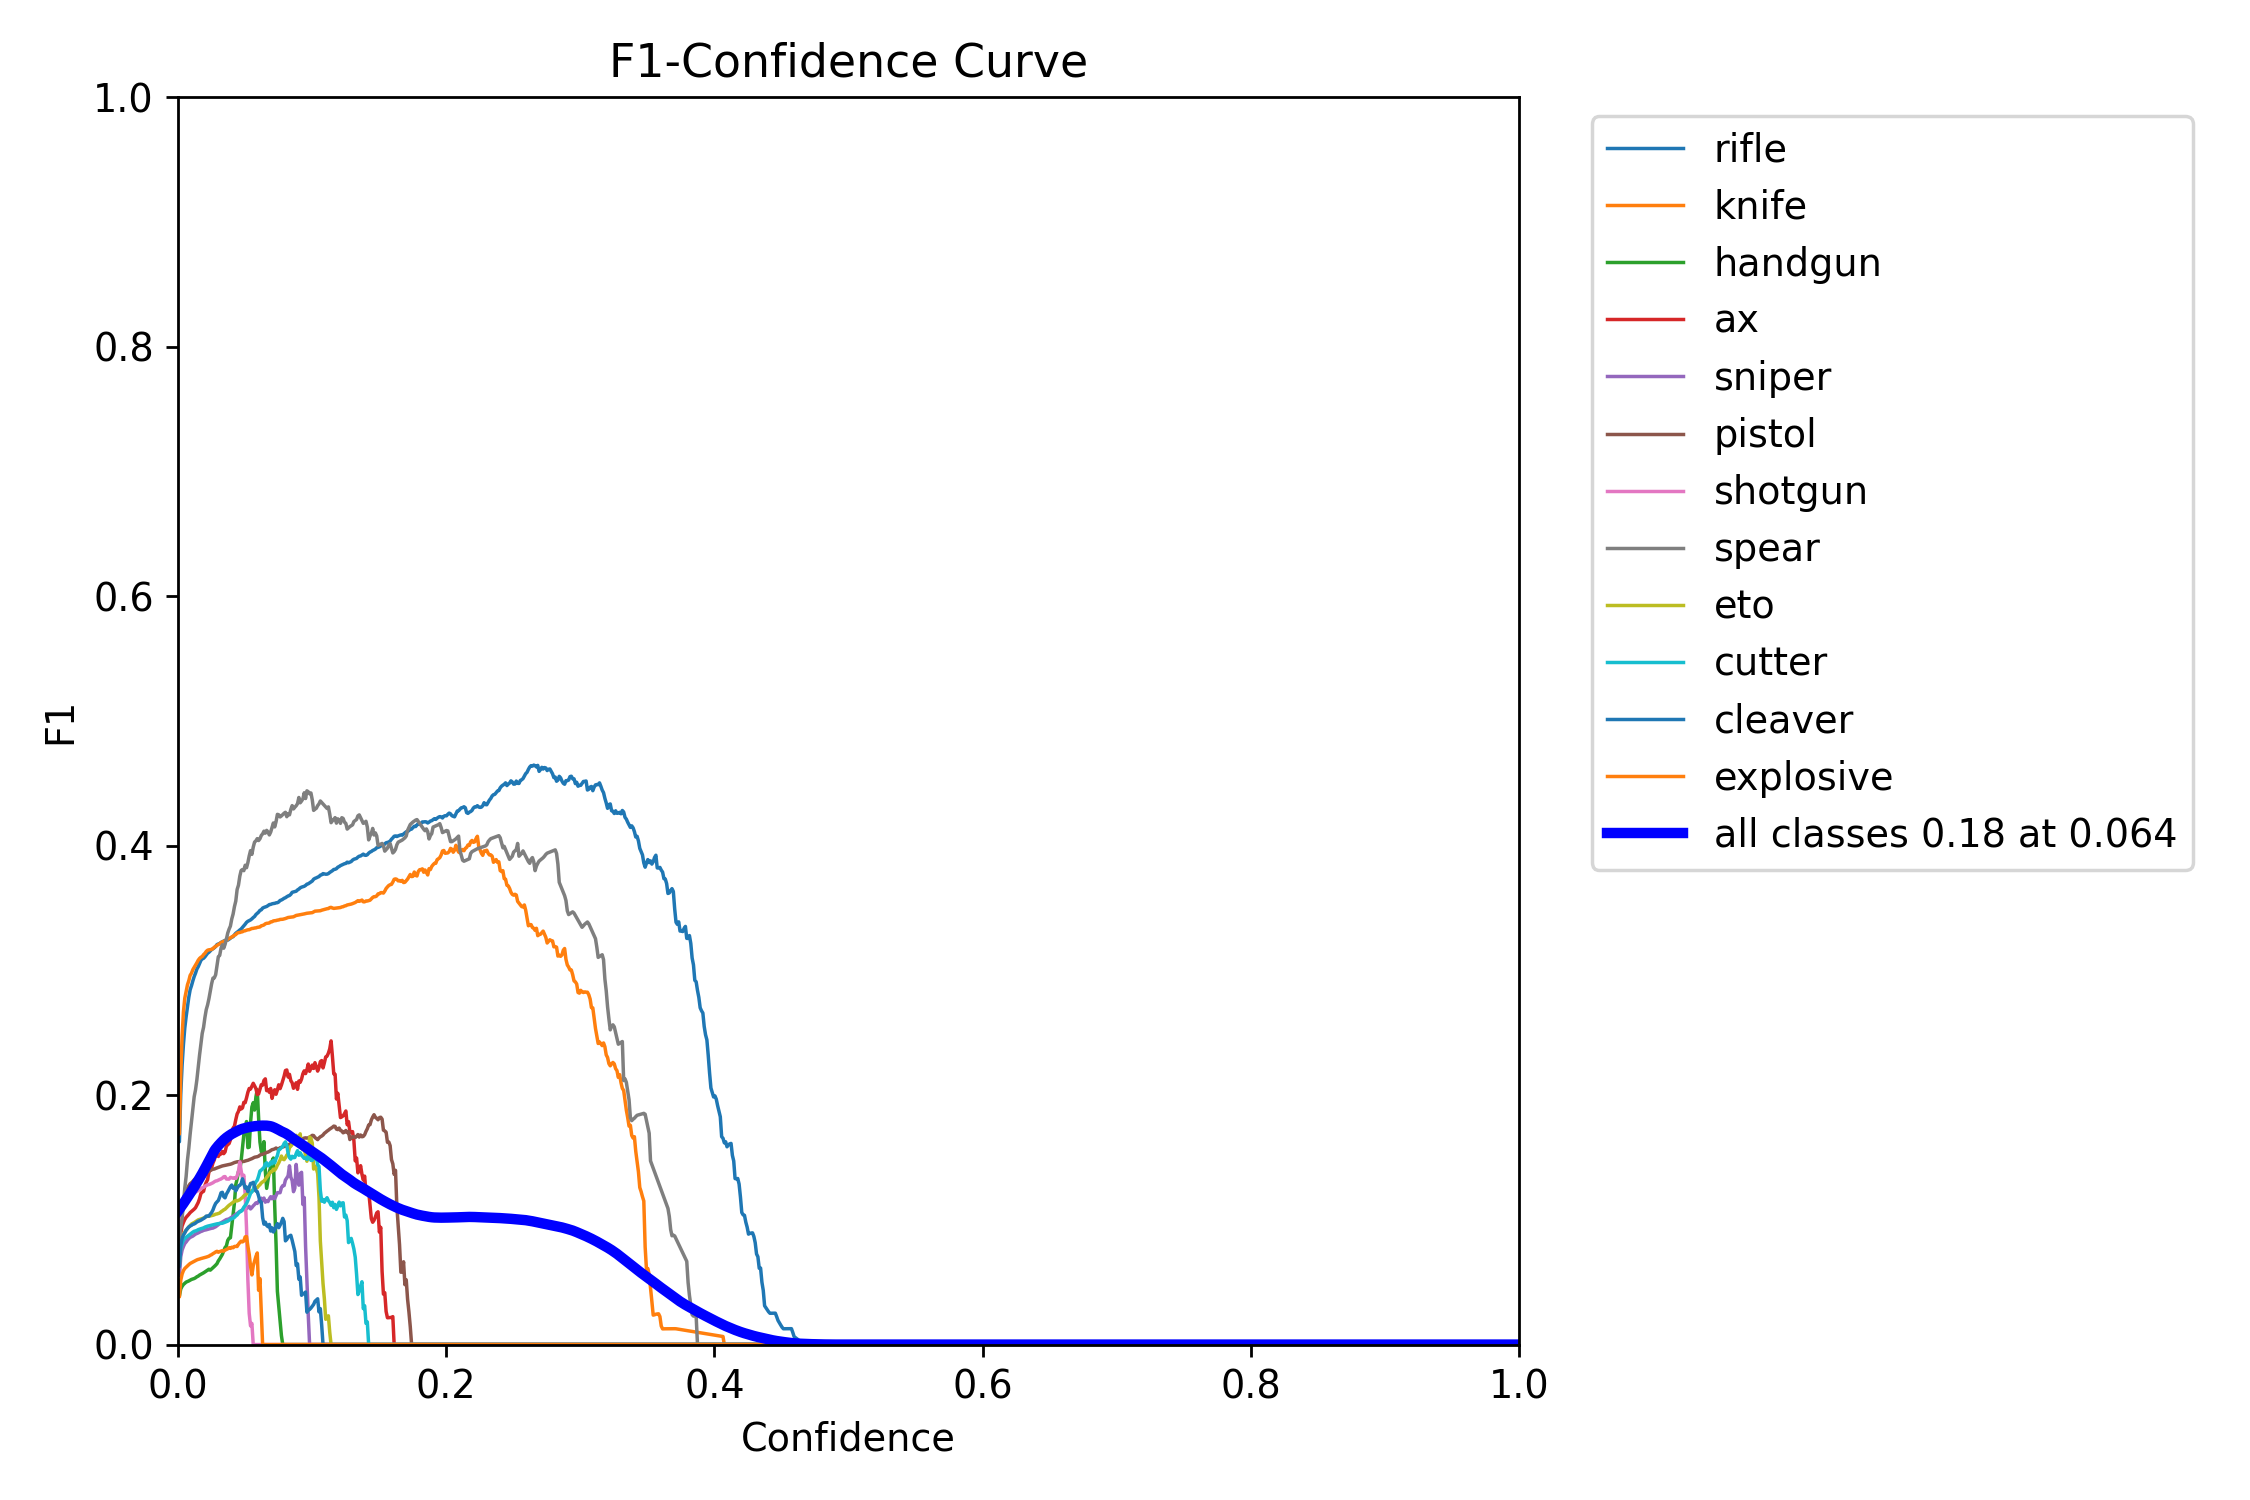 F1-Confidence Curve
1.0
0.8
0.6
0.4
0.2
0.0
F1
0.0 0.2 0.4 0.6 0.8 1.0
Confidence
rifle
knife
handgun
ax
sniper
pistol
shotgun
spear
eto
cutter
cleaver
explosive
all classes 0.18 at 0.064